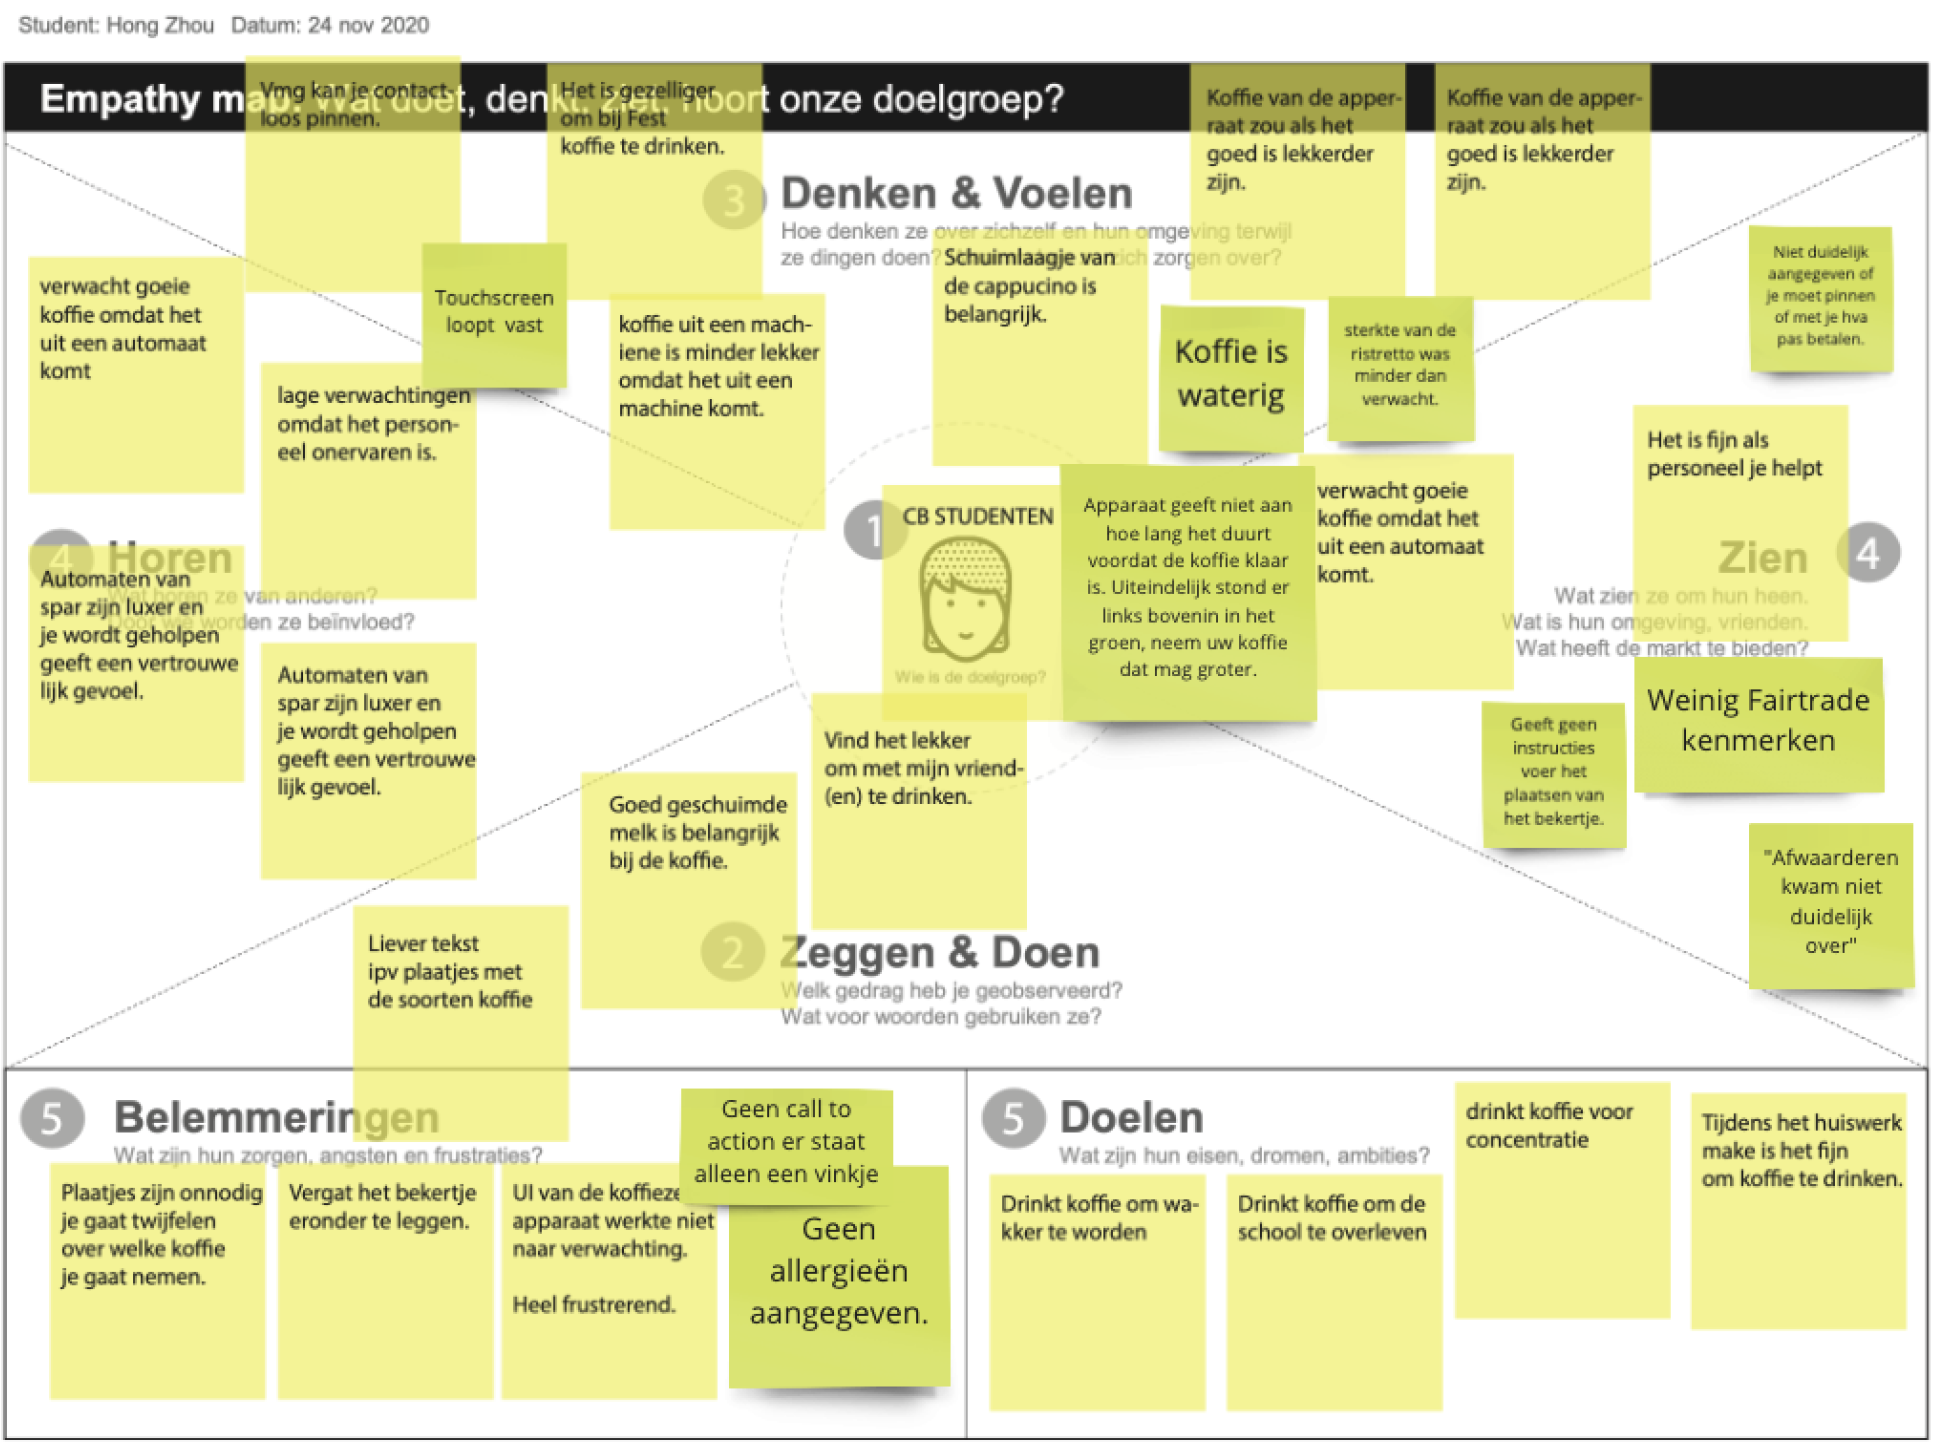 Student: Hong Zhou Datum: 24 nov 2020
Empathy map: Wat doet, denkt, ziet, hoort onze doelgroep?
Vmg kan je contact-
loos pinnen.
Het is gezelliger
om bij Fest
koffie te drinken.
Koffie van de apper-
raat zou als het
goed is lekkerder
zijn.
Koffie van de apper-
raat zou als het
goed is lekkerder
zijn.
3
Denken & Voelen
Hoe denken ze over zichzelf en hun omgeving terwijl
ze dingen doen? zich zorgen over?
Schuimlaagje van
de cappucino is
belangrijk.
Niet duidelijk
aangegeven of
je moet pinnen
of met je hva
pas betalen.
verwacht goeie
koffie omdat het
uit een automaat
komt
Touchscreen
loopt vast
koffie uit een mach-
iene is minder lekker
omdat het uit een
machine komt.
Koffie is
waterig
sterkte van de
ristretto was
minder dan
verwacht.
lage verwachtingen
omdat het person-
eel onervaren is.
Het is fijn als
personeel je helpt
1
CB STUDENTEN
Wie is de doelgroep?
Apparaat geeft niet aan
hoe lang het duurt
voordat de koffie klaar
is. Uiteindelijk stond er
links bovenin in het
groen, neem uw koffie
dat mag groter.
verwacht goeie
koffie omdat het
uit een automaat
komt.
4
Horen
Wat horen ze van anderen?
Door wie worden ze beïnvloed?
Automaten van
spar zijn luxer en
je wordt geholpen
geeft een vertrouwe
lijk gevoel.
Zien
4
Wat zien ze om hun heen.
Wat is hun omgeving, vrienden.
Wat heeft de markt te bieden?
Automaten van
spar zijn luxer en
je wordt geholpen
geeft een vertrouwe
lijk gevoel.
Weinig Fairtrade
kenmerken
Geeft geen
instructies
voer het
plaatsen van
het bekertje.
Vind het lekker
om met mijn vriend-
(en) te drinken.
Goed geschuimde
melk is belangrijk
bij de koffie.
"Afwaarderen
kwam niet
duidelijk
over"
2
Zeggen & Doen
Welk gedrag heb je geobserveerd?
Wat voor woorden gebruiken ze?
Liever tekst
ipv plaatjes met
de soorten koffie
5
Belemmeringen
Wat zijn hun zorgen, angsten en frustraties?
Plaatjes zijn onnodig
je gaat twijfelen
over welke koffie
je gaat nemen.
Vergat het bekertje
eronder te leggen.
UI van de koffieze
apparaat werkte niet
naar verwachting.
Heel frustrerend.
Geen call to
action er staat
alleen een vinkje
Geen
allergieën
aangegeven.
5
Doelen
Wat zijn hun eisen, dromen, ambities?
Drinkt koffie om wa-
kker te worden
Drinkt koffie om de
school te overleven
drinkt koffie voor
concentratie
Tijdens het huiswerk
make is het fijn
om koffie te drinken.